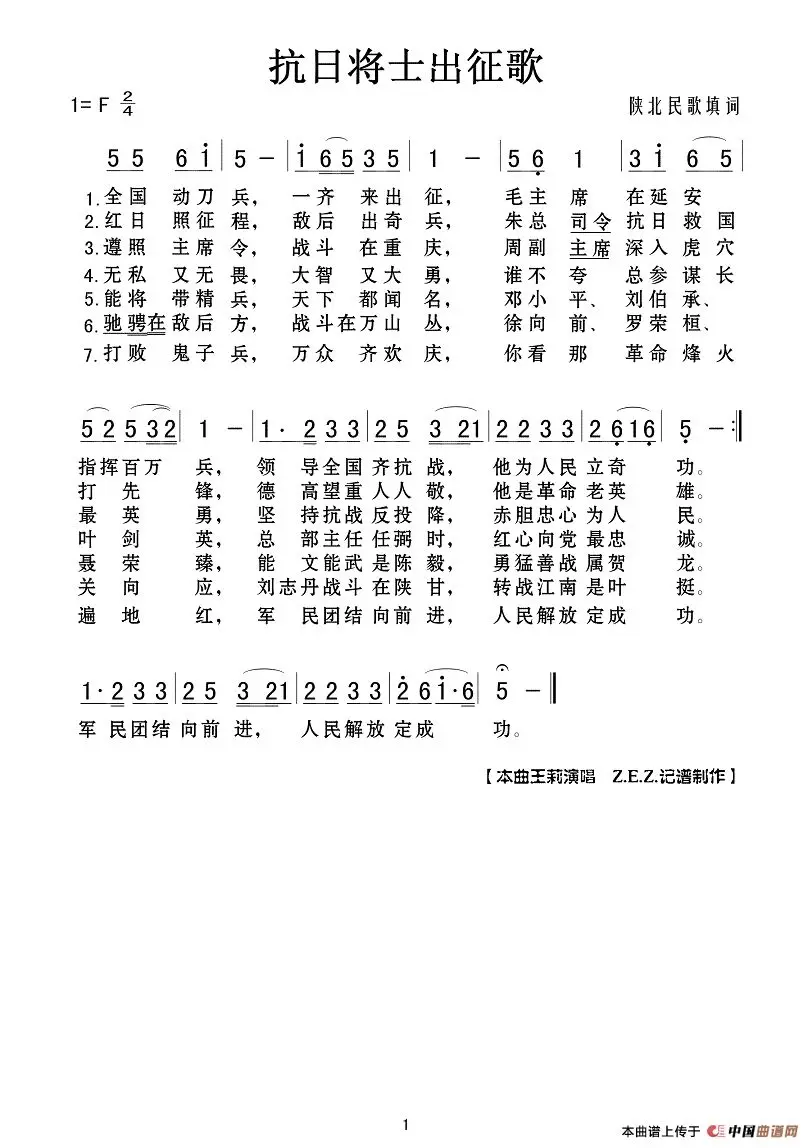 抗日将士出征歌
1= F 2/4 陕北民歌填词
5 5 6 i | 5 – | i 6 5 3 5 | 1 – | 5 6 1 | 3 i 6 5 |
1.全国 动刀 兵， 一齐 来出 征， 毛主 席 在延 安
2.红日 照征 程， 敌后 出奇 兵， 朱总 司令 抗日 救国
3.遵照 主席 令， 战斗 在重 庆， 周副 主席 深入 虎穴
4.无私 又无 畏， 大智 又大 勇， 谁不 夸 总参 谋长
5.能将 带精 兵， 天下 都闻 名， 邓小 平、 刘伯 承、
6.驰骋在敌后 方， 战斗在万山 丛， 徐向 前、 罗荣 桓、
7.打败 鬼子 兵， 万众 齐欢 庆， 你看 那 革命 烽火
5 2 5 3 2 | 1 – | 1· 2 3 3 | 2 5 3 2 1 | 2 2 3 3 | 2 6 1 6 | 5 – :‖
指挥百万 兵， 领 导全国 齐抗 战， 他为人民 立奇 功。
打 先 锋， 德 高望重 人人 敬， 他是革命 老英 雄。
最 英 勇， 坚 持抗战 反投 降， 赤胆忠心 为人 民。
叶 剑 英， 总 部主任 任弼 时， 红心向党 最忠 诚。
聂 荣 臻， 能 文能武 是陈 毅， 勇猛善战 属贺 龙。
关 向 应， 刘志丹战斗 在陕 甘， 转战江南 是叶 挺。
遍 地 红， 军 民团结 向前 进， 人民解放 定成 功。
1· 2 3 3 | 2 5 3 2 1 | 2 2 3 3 | 2 6 i· 6 | 5 – ‖
军 民团结 向前 进， 人民解放 定成 功。
【本曲王莉演唱 Z.E.Z.记谱制作】
1
本曲谱上传于 中国曲谱网